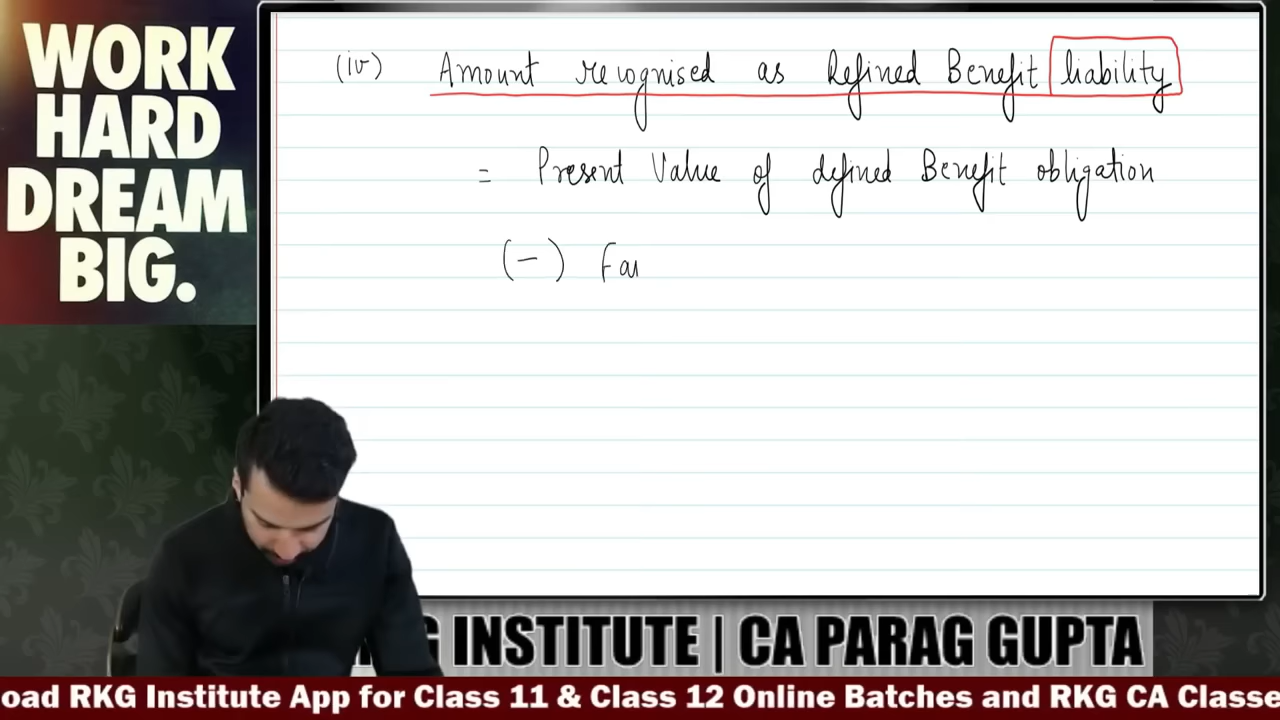 WORK
HARD
DREAM
BIG.
(iv) Amount recognised as Defined Benefit liability
= Present Value of defined Benefit obligation
(-) Fai
G INSTITUTE | CA PARAG GUPTA
oad RKG Institute App for Class 11 & Class 12 Online Batches and RKG CA Classe